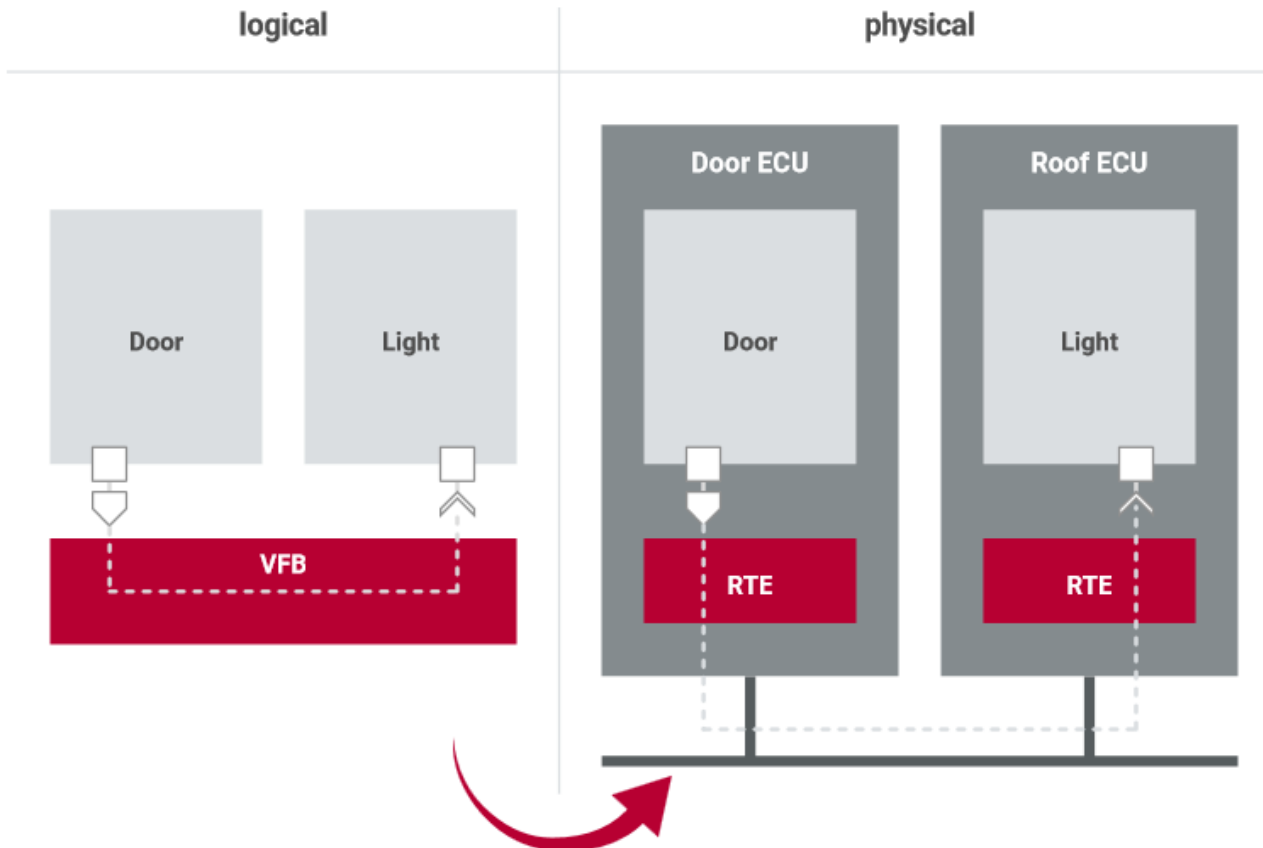 logical
physical
Door ECU
Roof ECU
Door
Light
Door
Light
VFB
RTE
RTE